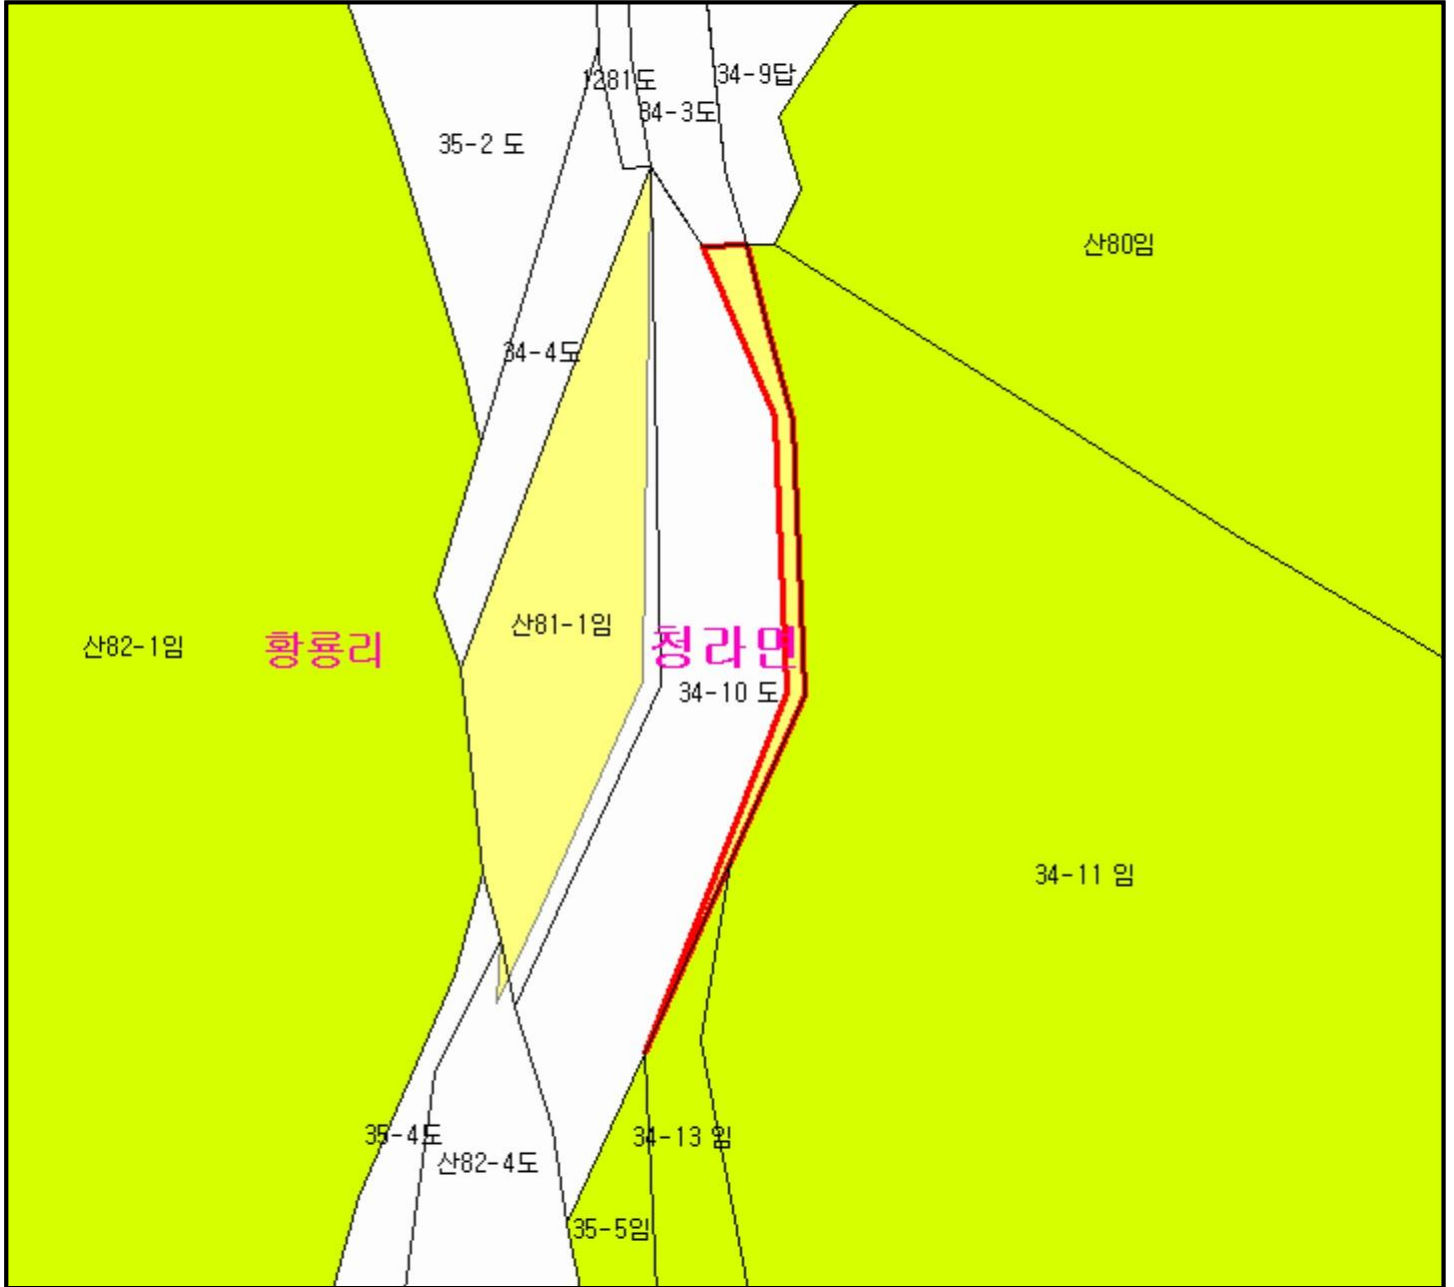 1281도
34-9답
34-3도
35-2 도
산80임
34-4도
산81-1임
산82-1임
황룡리
청라면
34-10 도
34-11 임
35-4도
34-13 임
산82-4도
35-5임